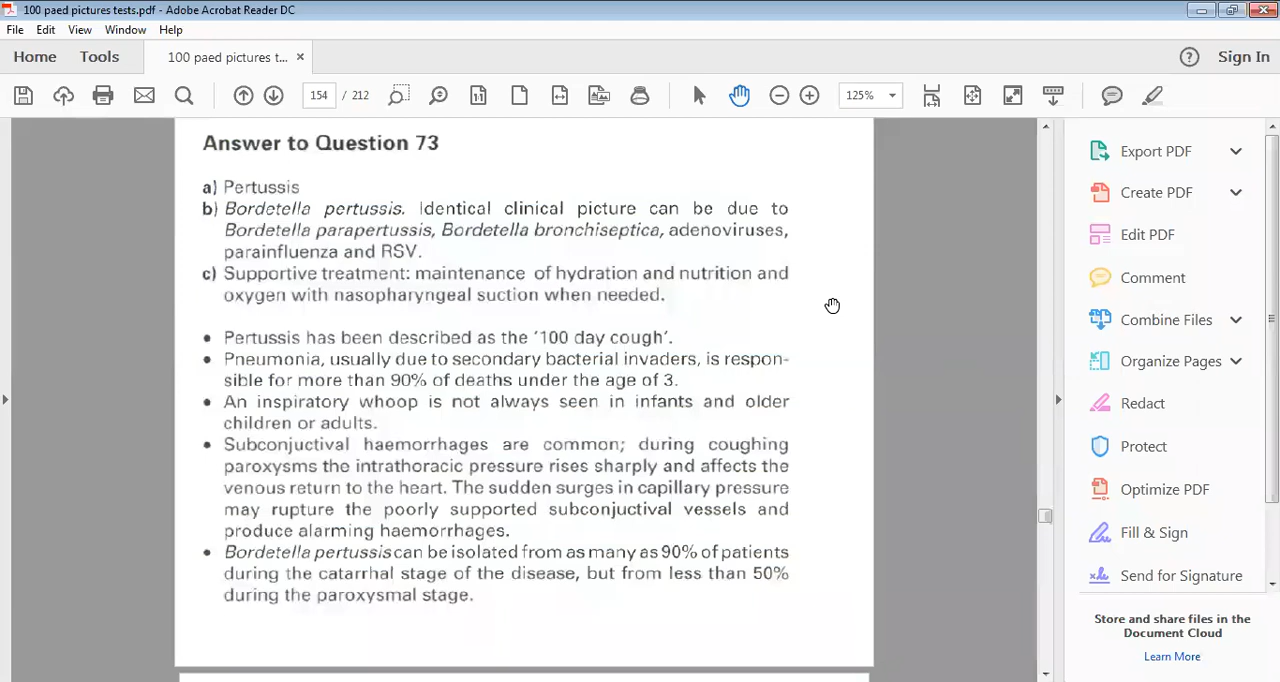 100 paed pictures tests.pdf - Adobe Acrobat Reader DC
File Edit View Window Help
Home Tools 100 paed pictures t... × ? Sign In
154 / 212 125%
Answer to Question 73
a) Pertussis
b) Bordetella pertussis. Identical clinical picture can be due to
Bordetella parapertussis, Bordetella bronchiseptica, adenoviruses,
parainfluenza and RSV.
c) Supportive treatment: maintenance of hydration and nutrition and
oxygen with nasopharyngeal suction when needed.
• Pertussis has been described as the '100 day cough'.
• Pneumonia, usually due to secondary bacterial invaders, is respon-
sible for more than 90% of deaths under the age of 3.
• An inspiratory whoop is not always seen in infants and older
children or adults.
• Subconjuctival haemorrhages are common; during coughing
paroxysms the intrathoracic pressure rises sharply and affects the
venous return to the heart. The sudden surges in capillary pressure
may rupture the poorly supported subconjuctival vessels and
produce alarming haemorrhages.
• Bordetella pertussis can be isolated from as many as 90% of patients
during the catarrhal stage of the disease, but from less than 50%
during the paroxysmal stage.
Export PDF
Create PDF
Edit PDF
Comment
Combine Files
Organize Pages
Redact
Protect
Optimize PDF
Fill & Sign
Send for Signature
Store and share files in the
Document Cloud
Learn More